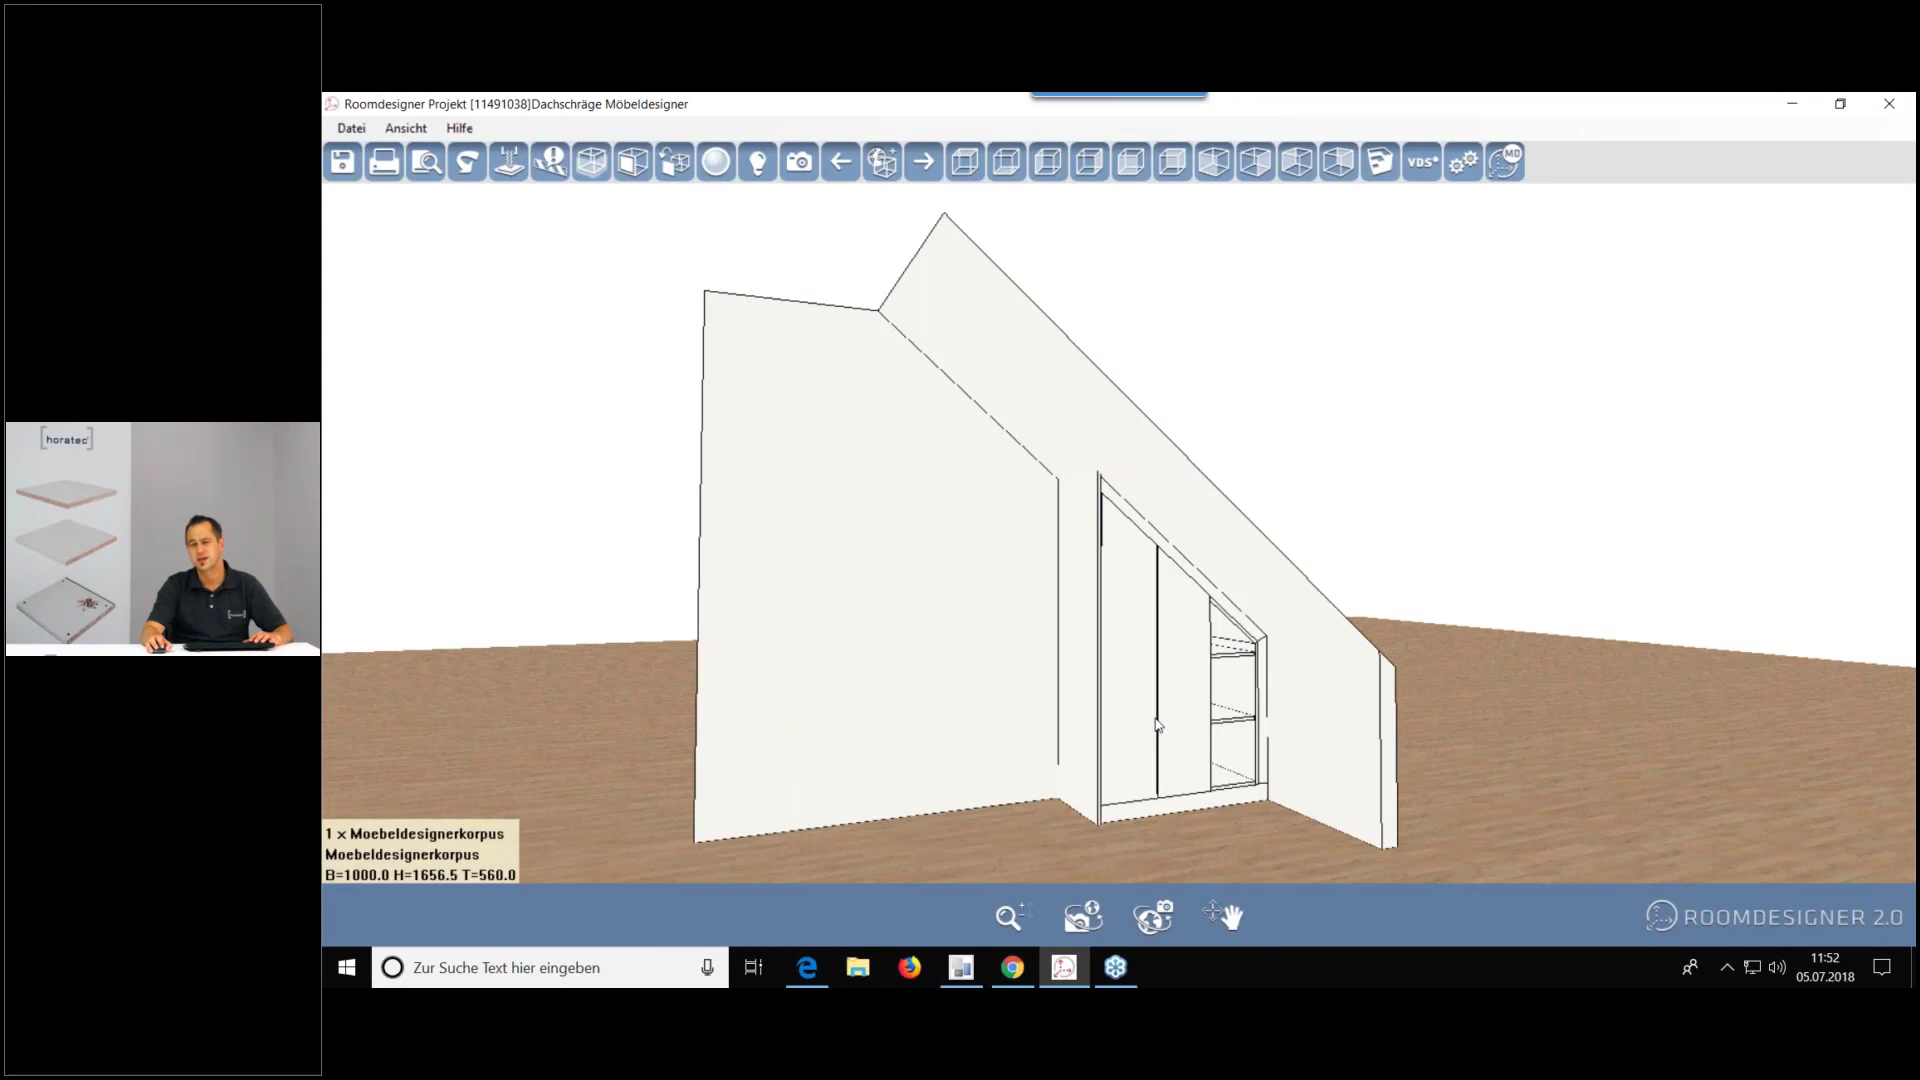 Roomdesigner Projekt [11491038]Dachschräge Möbeldesigner
Datei Ansicht Hilfe
VDS+
MD
[horatec]
1 x Moebeldesignerkorpus
Moebeldesignerkorpus
B=1000.0 H=1656.5 T=560.0
ROOMDESIGNER 2.0
Zur Suche Text hier eingeben
11:52
05.07.2018